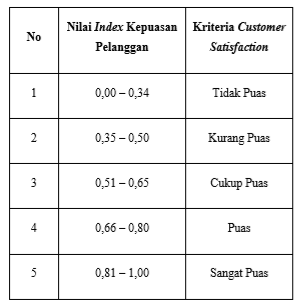 No Nilai Index Kepuasan Pelanggan Kriteria Customer Satisfaction
1 0,00 – 0,34 Tidak Puas
2 0,35 – 0,50 Kurang Puas
3 0,51 – 0,65 Cukup Puas
4 0,66 – 0,80 Puas
5 0,81 – 1,00 Sangat Puas